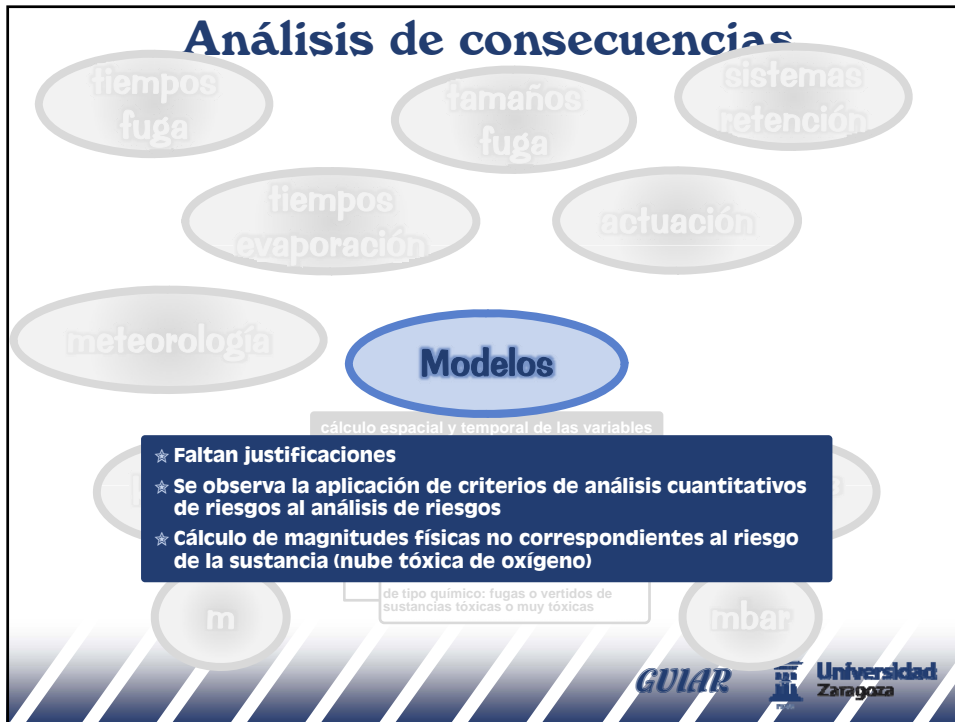 Análisis de consecuencias
tiempos
fuga
tamaños
fuga
sistemas
retención
tiempos
evaporación
actuación
meteorología
Modelos
cálculo espacial y temporal de las variables
✯ Faltan justificaciones
✯ Se observa la aplicación de criterios de análisis cuantitativos
de riesgos al análisis de riesgos
✯ Cálculo de magnitudes físicas no correspondientes al riesgo
de la sustancia (nube tóxica de oxígeno)
de tipo químico: fugas o vertidos de
sustancias tóxicas o muy tóxicas
m
mbar
GUIAR
Universidad
Zaragoza